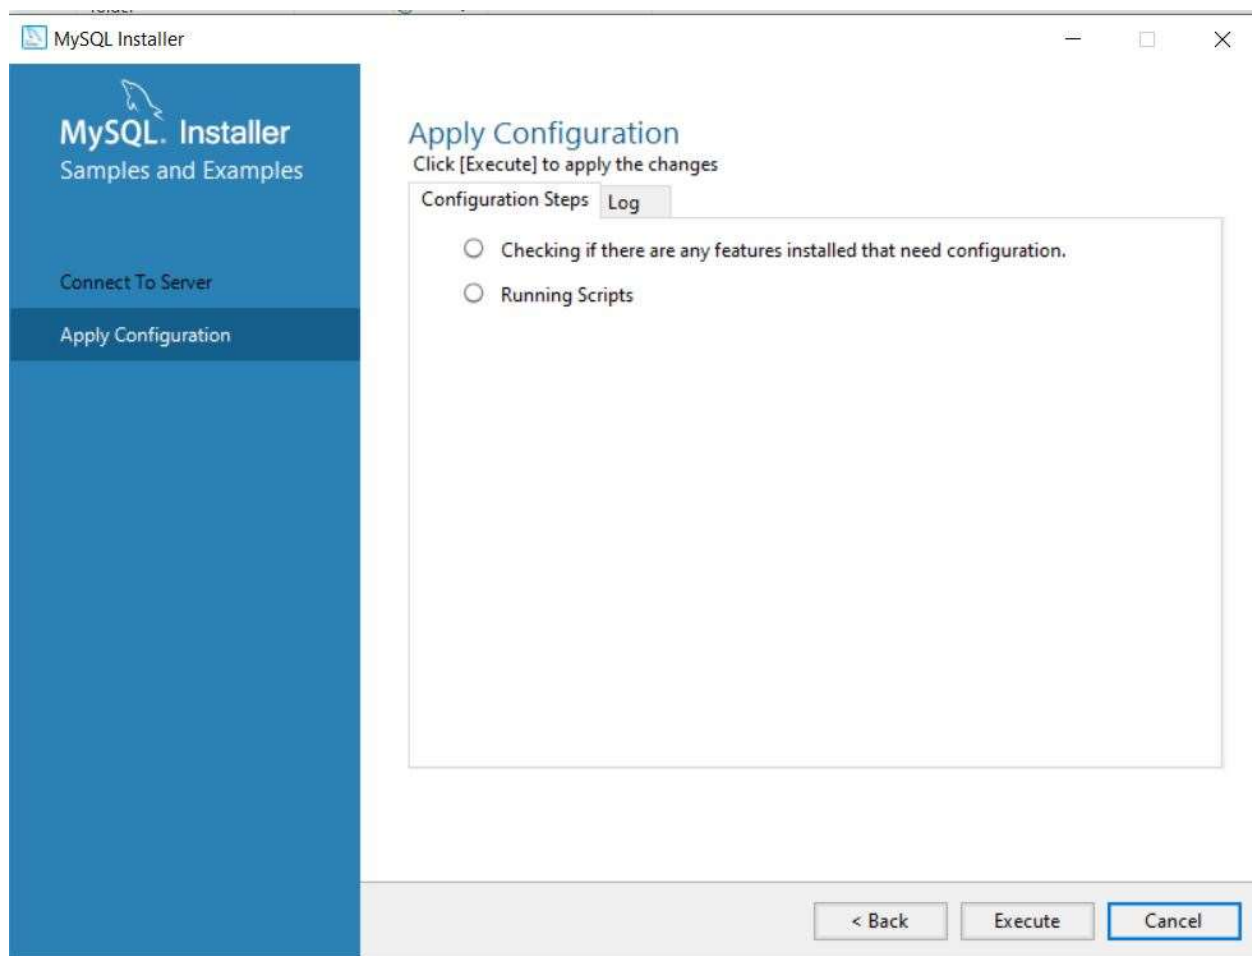 MySQL Installer
MySQL. Installer
Samples and Examples
Connect To Server
Apply Configuration
Apply Configuration
Click [Execute] to apply the changes
Configuration Steps
Log
Checking if there are any features installed that need configuration.
Running Scripts
< Back
Execute
Cancel